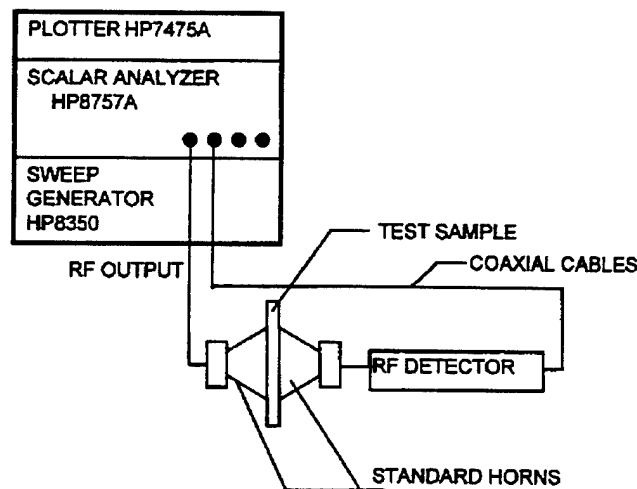 PLOTTER HP7475A
SCALAR ANALYZER
HP8757A
SWEEP
GENERATOR
HP8350
RF OUTPUT
TEST SAMPLE
COAXIAL CABLES
RF DETECTOR
STANDARD HORNS